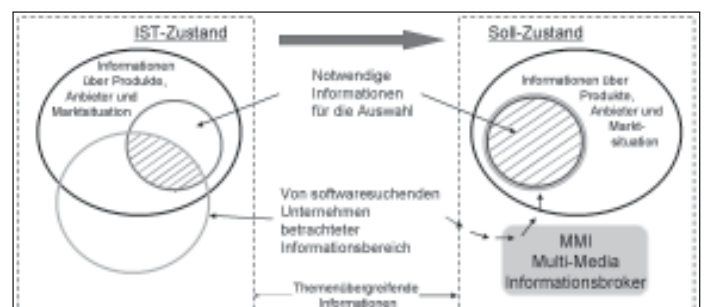 IST-Zustand
Informationen
über Produkte,
Anbieter und
Marktsituation
Notwendige
Informationen
für die Auswahl
Von softwaresuchenden
Unternehmen
betrachteter
Informationsbereich
Themenübergreifende
Informationen
Soll-Zustand
Informationen über
Produkte,
Anbieter und
Markt-
situation
MMI
Multi-Media
Informationsbroker